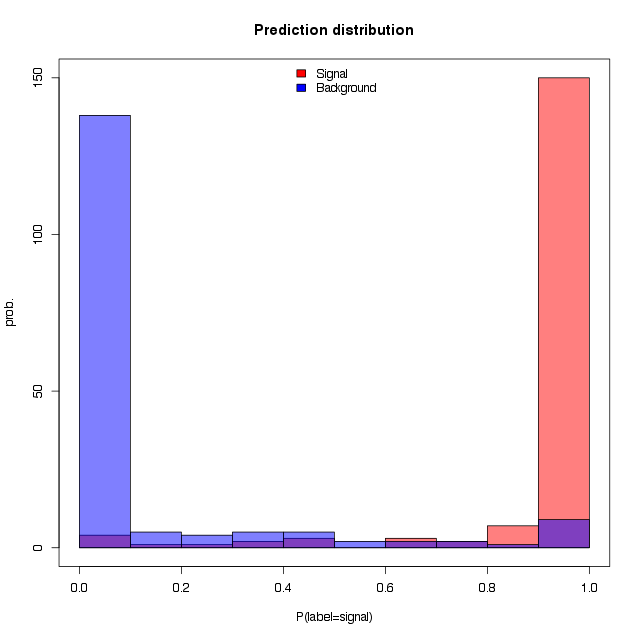 Prediction distribution
Signal
Background
150
100
50
0
prob.
0.0 0.2 0.4 0.6 0.8 1.0
P(label=signal)